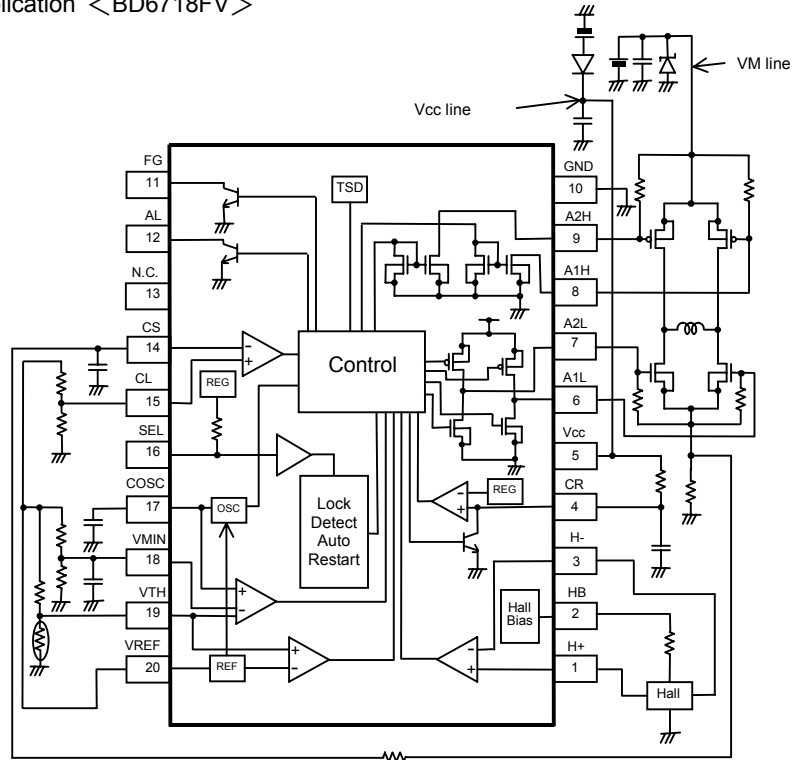 plication <BD6718FV>
VM line
Vcc line
FG
11
AL
12
N.C.
13
CS
14
CL
15
SEL
16
COSC
17
VMIN
18
VTH
19
VREF
20
TSD
Control
REG
OSC
Lock
Detect
Auto
Restart
REG
Hall
Bias
REF
GND
10
A2H
9
A1H
8
A2L
7
A1L
6
Vcc
5
CR
4
H-
3
HB
2
H+
1
Hall